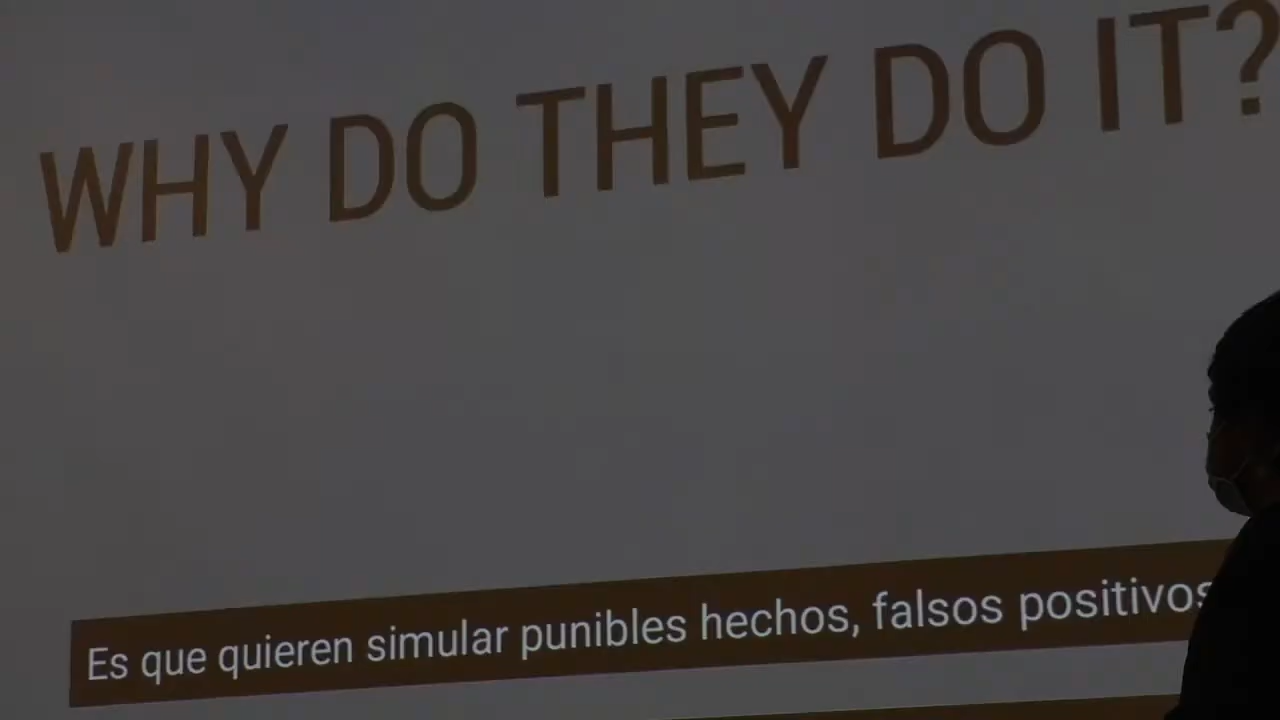 WHY DO THEY DO IT?
Es que quieren simular punibles hechos, falsos positivos